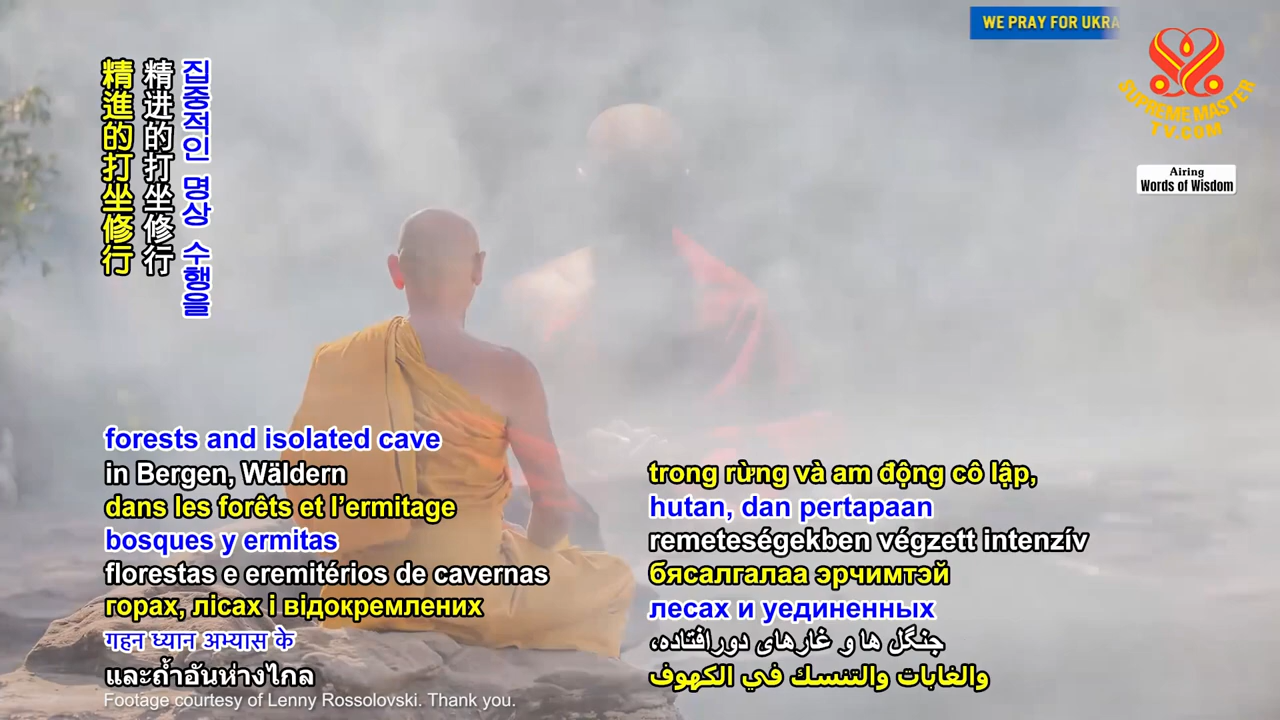 WE PRAY FOR UKRA
SUPREME MASTER
TV.COM
Airing
Words of Wisdom
精進的打坐修行
精进的打坐修行
집중적인 명상 수행을
forests and isolated cave
in Bergen, Wäldern
dans les forêts et l’ermitage
bosques y ermitas
florestas e eremitérios de cavernas
горах, лісах і відокремлених
गहन ध्यान अभ्यास के
และถ้ำอันห่างไกล
trong rừng và am động cô lập,
hutan, dan pertapaan
remeteségekben végzett intenzív
бясалгалаа эрчимтэй
лесах и уединенных
جنگل ها و غارهای دورافتاده،
والغابات والتنسك في الكهوف
Footage courtesy of Lenny Rossolovski. Thank you.